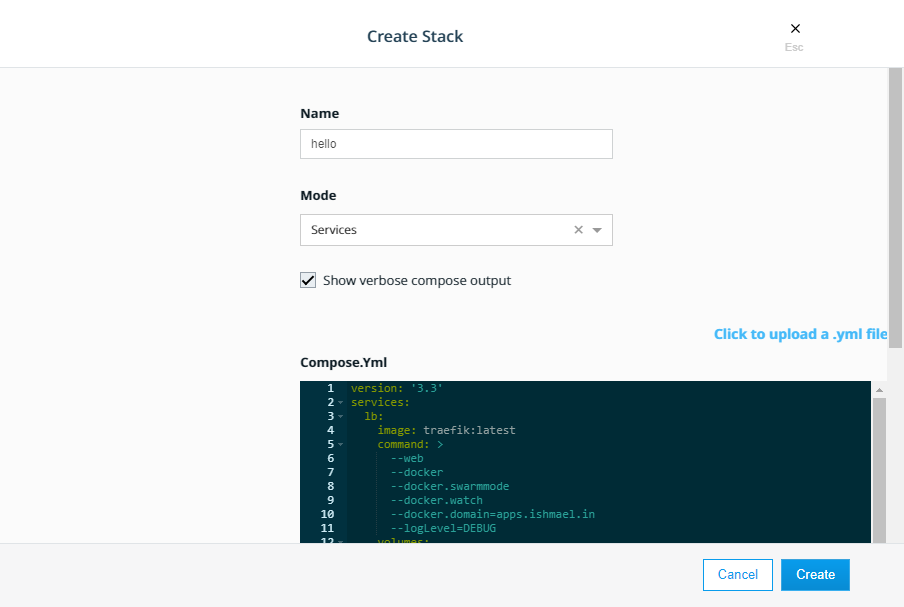 Create Stack
Esc
Name
hello
Mode
Services
Show verbose compose output
Click to upload a .yml file
Compose.Yml
1 version: '3.3'
2 services:
3 lb:
4 image: traefik:latest
5 command: >
6 --web
7 --docker
8 --docker.swarmmode
9 --docker.watch
10 --docker.domain=apps.ishmael.in
11 --logLevel=DEBUG
12 volumes:
Cancel
Create